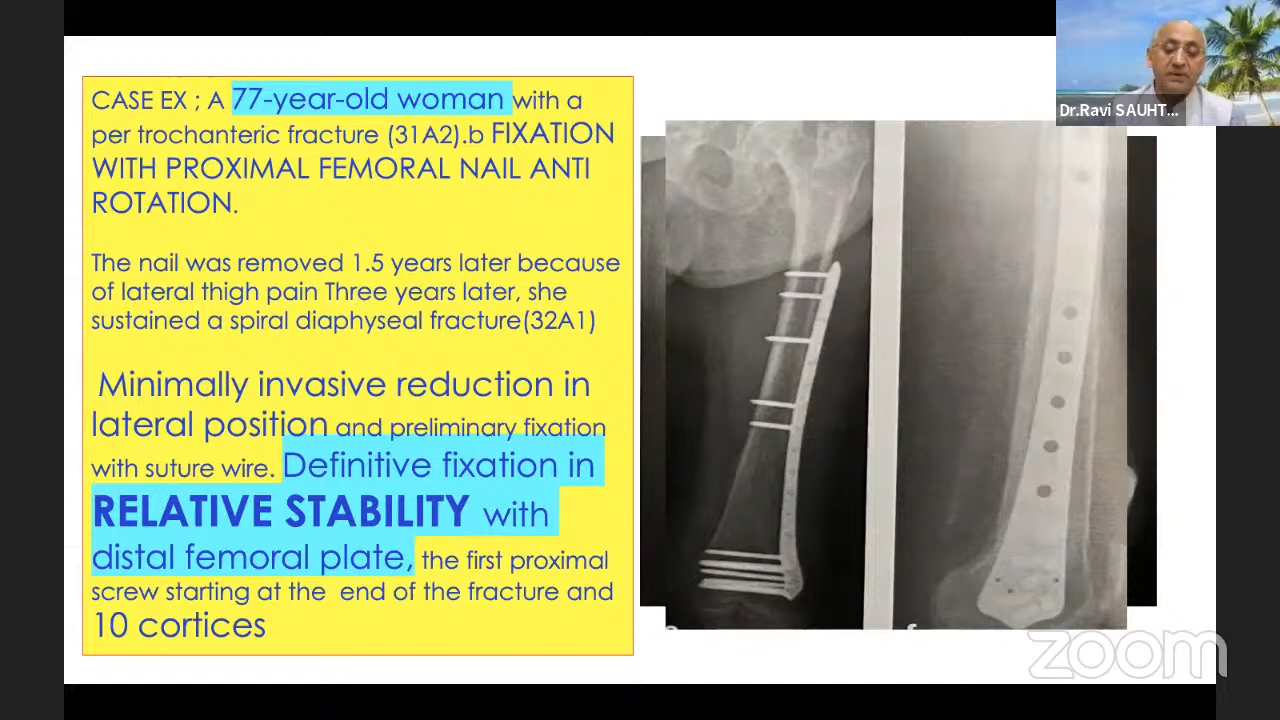 Dr.Ravi SAUHT...
CASE EX ; A 77-year-old woman with a
per trochanteric fracture (31A2).b FIXATION
WITH PROXIMAL FEMORAL NAIL ANTI
ROTATION.
The nail was removed 1.5 years later because
of lateral thigh pain Three years later, she
sustained a spiral diaphyseal fracture(32A1)
Minimally invasive reduction in
lateral position and preliminary fixation
with suture wire. Definitive fixation in
RELATIVE STABILITY with
distal femoral plate, the first proximal
screw starting at the end of the fracture and
10 cortices
zoom